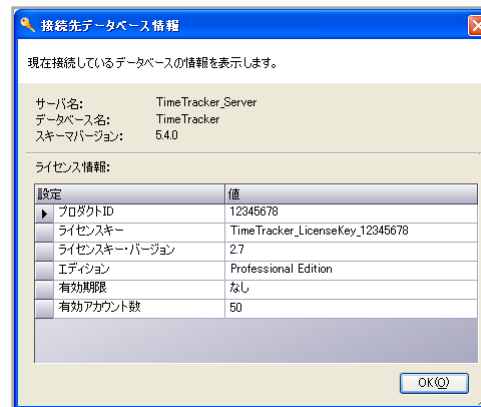 接続先データベース情報
現在接続しているデータベースの情報を表示します。
サーバ名: TimeTracker_Server
データベース名: TimeTracker
スキーマバージョン: 5.4.0
ライセンス情報:
設定 値
プロダクトID 12345678
ライセンスキー TimeTracker_LicenseKey_12345678
ライセンスキー・バージョン 2.7
エディション Professional Edition
有効期限 なし
有効アカウント数 50
OK(O)